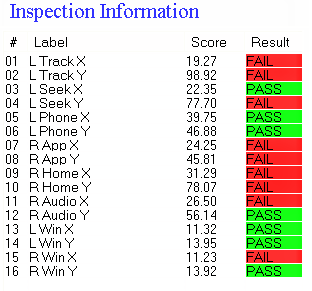 Inspection Information
# Label Score Result
01 L Track X 19.27 FAIL
02 L Track Y 98.92 FAIL
03 L Seek X 22.35 PASS
04 L Seek Y 77.70 FAIL
05 L Phone X 39.75 PASS
06 L Phone Y 46.88 PASS
07 R App X 24.25 FAIL
08 R App Y 45.81 FAIL
09 R Home X 31.29 FAIL
10 R Home Y 78.07 FAIL
11 R Audio X 26.50 FAIL
12 R Audio Y 56.14 PASS
13 L Win X 11.32 PASS
14 L Win Y 13.95 PASS
15 R Win X 11.23 FAIL
16 R Win Y 13.92 PASS